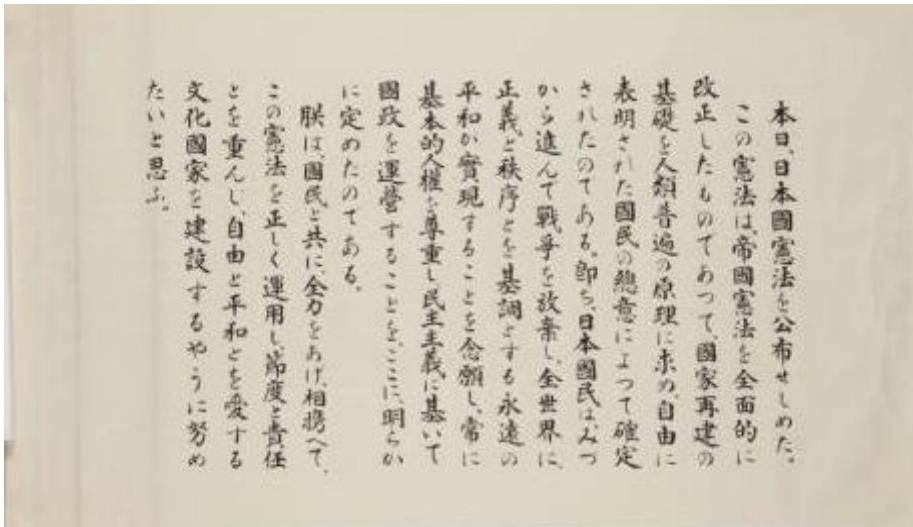 本日、日本國憲法を公布せしめた。
この憲法は、帝國憲法を全面的に
改正したものてあつて、國家再建の
基礎を人類普遍の原理に求め、自由に
表明された國民の總意によつて確定
されたのてある。卽ち、日本國民は、みづ
から進んて戰爭を放棄し、全世界に、
正義と秩序とを基調とする永遠の
平和か實現することを念願し、常に
基本的人權を尊重し、民主主義に基いて
國政を運營することを、ここに、明らか
に定めたのてある。
朕は、國民と共に、全力をあけ、相携へて、
この憲法を正しく運用し、節度と責任
とを重んし、自由と平和とを愛する
文化國家を建設するやうに努め
たいと思ふ。